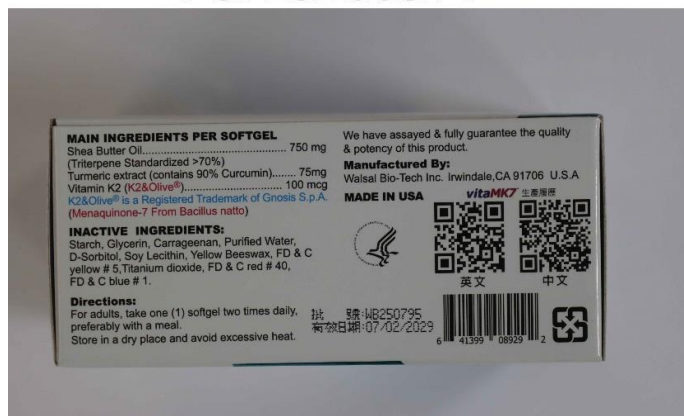 MAIN INGREDIENTS PER SOFTGEL
Shea Butter Oil................................................ 750 mg
(Triterpene Standardized >70%)
Turmeric extract (contains 90% Curcumin)........ 75mg
Vitamin K2 (K2&Olive®)................................. 100 mcg
K2&Olive® is a Registered Trademark of Gnosis S.p.A.
(Menaquinone-7 From Bacillus natto)
INACTIVE INGREDIENTS:
Starch, Glycerin, Carrageenan, Purified Water,
D-Sorbitol, Soy Lecithin, Yellow Beeswax, FD & C
yellow # 5,Titanium dioxide, FD & C red # 40,
FD & C blue # 1.
Directions:
For adults, take one (1) softgel two times daily,
preferably with a meal.
Store in a dry place and avoid excessive heat.
We have assayed & fully guarantee the quality
& potency of this product.
Manufactured By:
Walsal Bio-Tech Inc. Irwindale,CA 91706 U.S.A
MADE IN USA
vitaMK7 生產履歷
英文
中文
批 號:WB250795
有效日期:07/02/2029
6 41399 08929 2